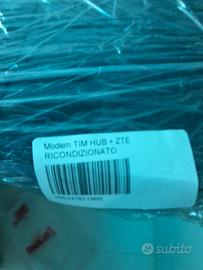 Modem TIM HUB + ZTE
RICONDIZIONATO
subito